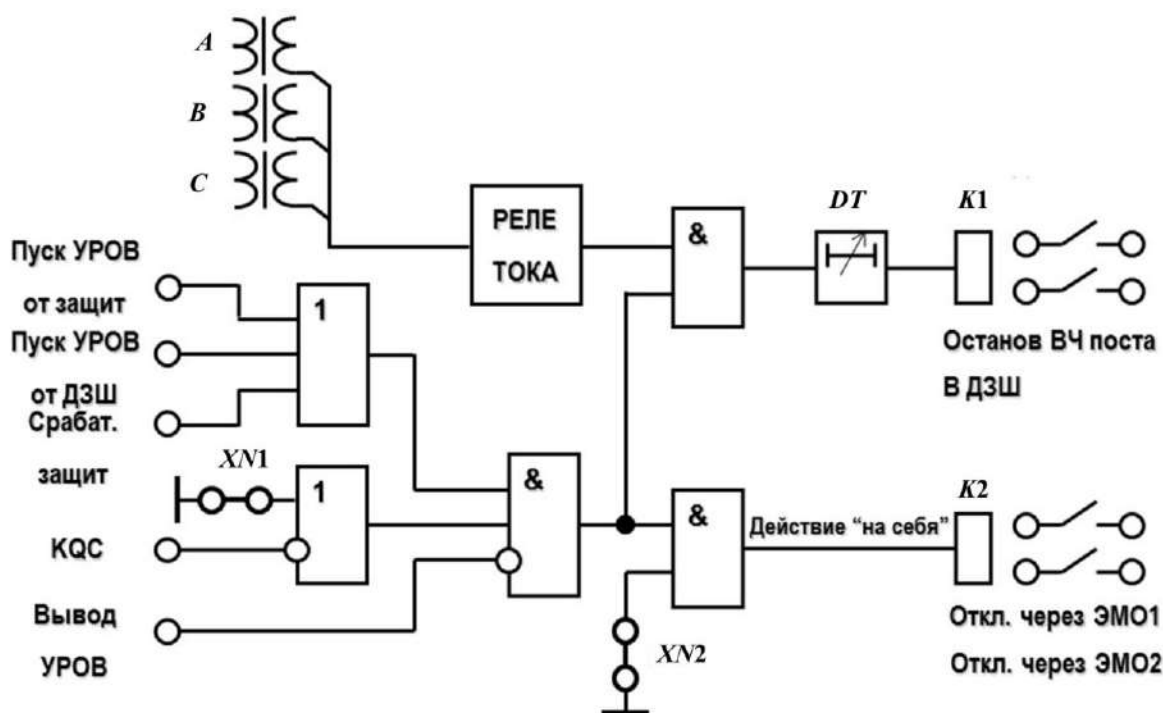 A
B
C
РЕЛЕ
ТОКА
&
DT
K1
Останов ВЧ поста
В ДЗШ
Пуск УРОВ
от защит
Пуск УРОВ
от ДЗШ
Срабат.
защит
1
XN1
1
KQC
Вывод
УРОВ
&
&
Действие “на себя”
K2
XN2
Откл. через ЭМО1
Откл. через ЭМО2